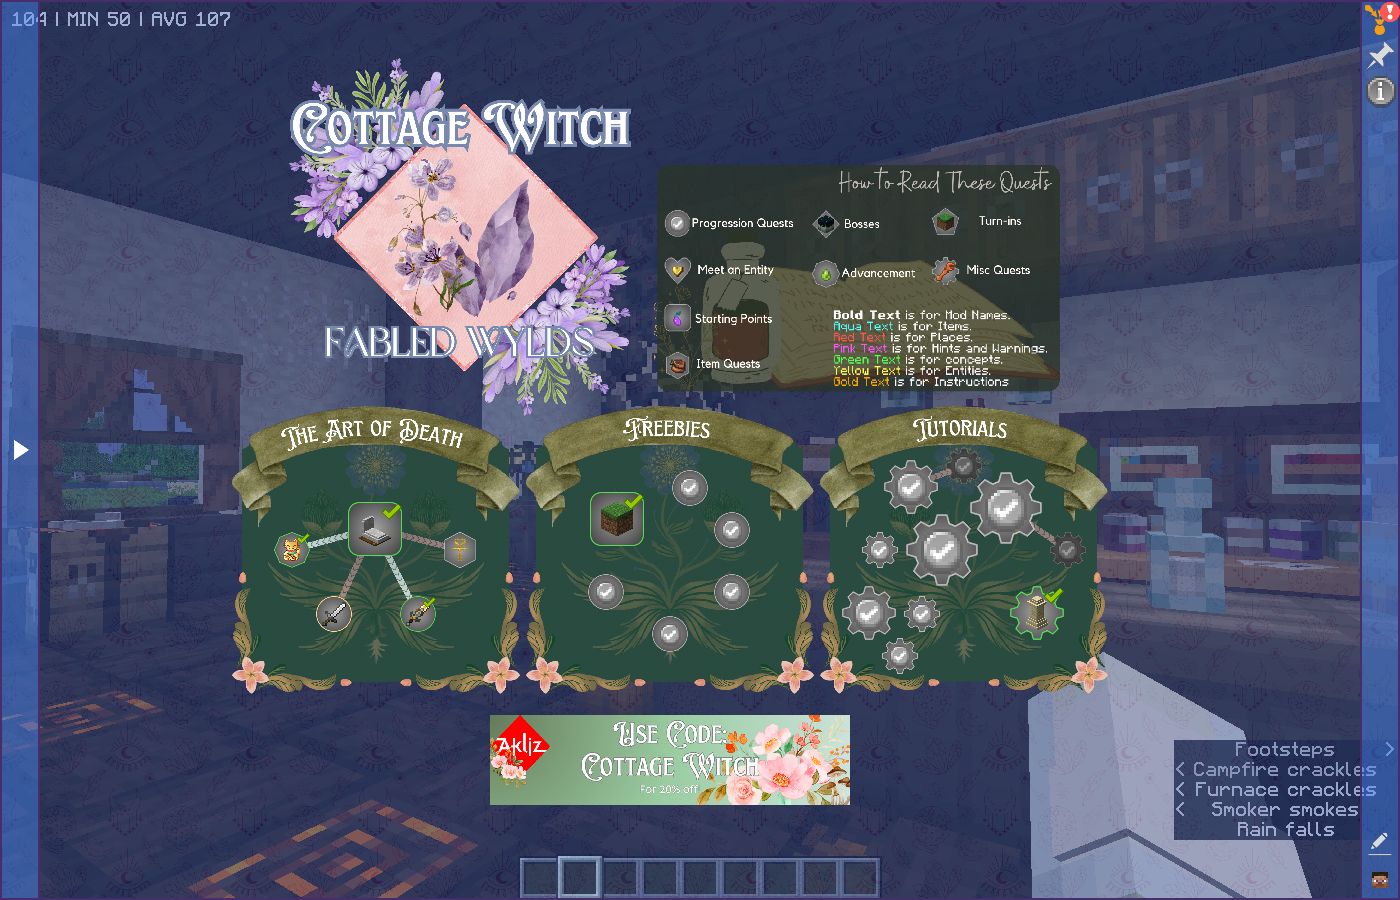 104 | MIN 50 | AVG 107
Cottage Witch
FABLED WYLDS
How To Read These Quests
Progression Quests
Bosses
Turn-ins
Meet an Entity
Advancement
Misc Quests
Starting Points
Item Quests
Bold Text is for Mod Names.
Aqua Text is for Items.
Red Text is for Places.
Pink Text is for Hints and Warnings.
Green Text is for concepts.
Yellow Text is for Entities.
Gold Text is for Instructions
The Art of Death
Freebies
Tutorials
Akliz
Use Code:
Cottage Witch
For 20% off
Footsteps >
< Campfire crackles
< Furnace crackles
< Smoker smokes
Rain falls